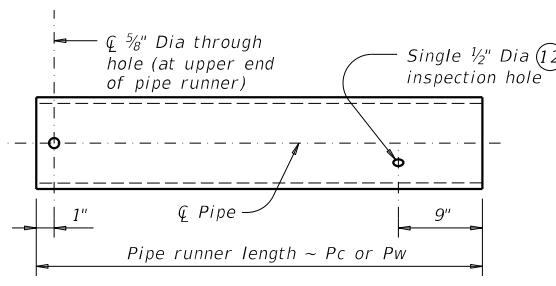 ℄ 5/8" Dia through
hole (at upper end
of pipe runner)
Single 1/2" Dia 12
inspection hole
℄ Pipe
1"
9"
Pipe runner length ~ Pc or Pw